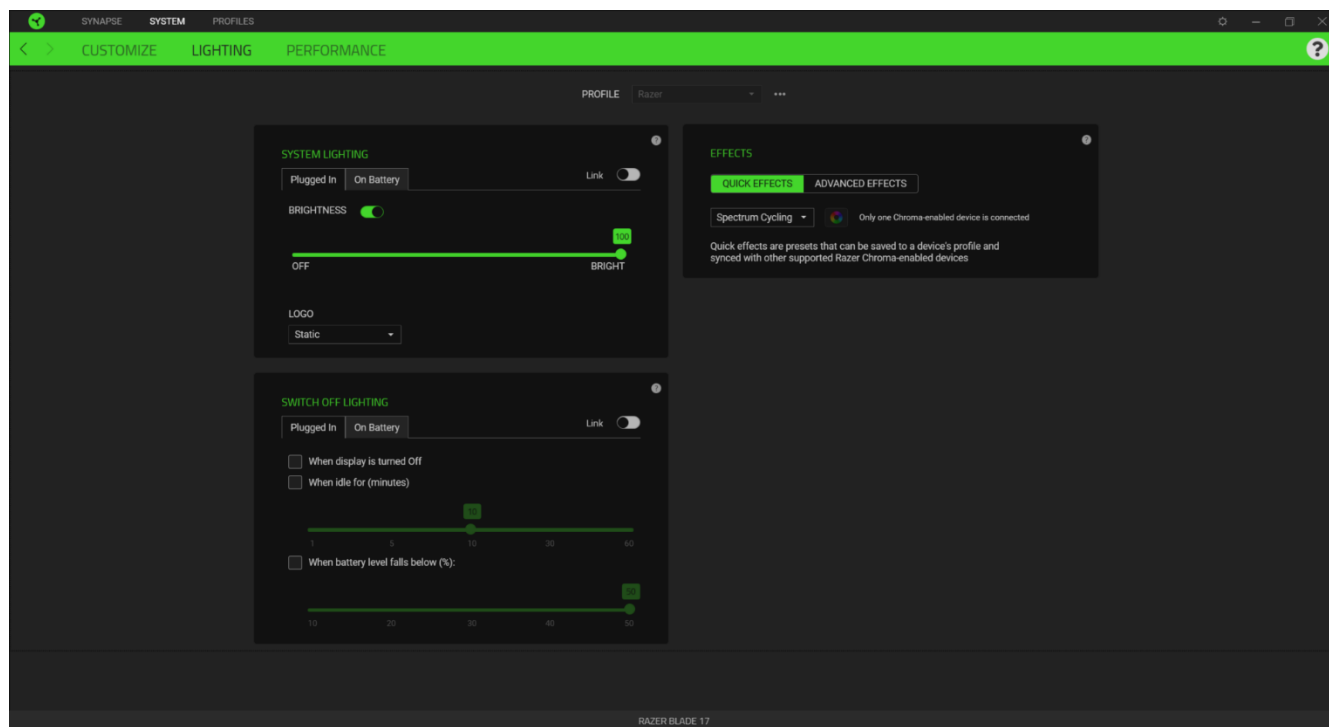 SYNAPSE SYSTEM PROFILES
CUSTOMIZE LIGHTING PERFORMANCE ?
PROFILE Razer
SYSTEM LIGHTING ?
Plugged In On Battery Link
BRIGHTNESS
100
OFF BRIGHT
LOGO
Static
SWITCH OFF LIGHTING ?
Plugged In On Battery Link
When display is turned Off
When idle for (minutes)
10
1 5 10 30 60
When battery level falls below (%):
50
10 20 30 40 50
EFFECTS ?
QUICK EFFECTS ADVANCED EFFECTS
Spectrum Cycling Only one Chroma-enabled device is connected
Quick effects are presets that can be saved to a device's profile and
synced with other supported Razer Chroma-enabled devices
RAZER BLADE 17